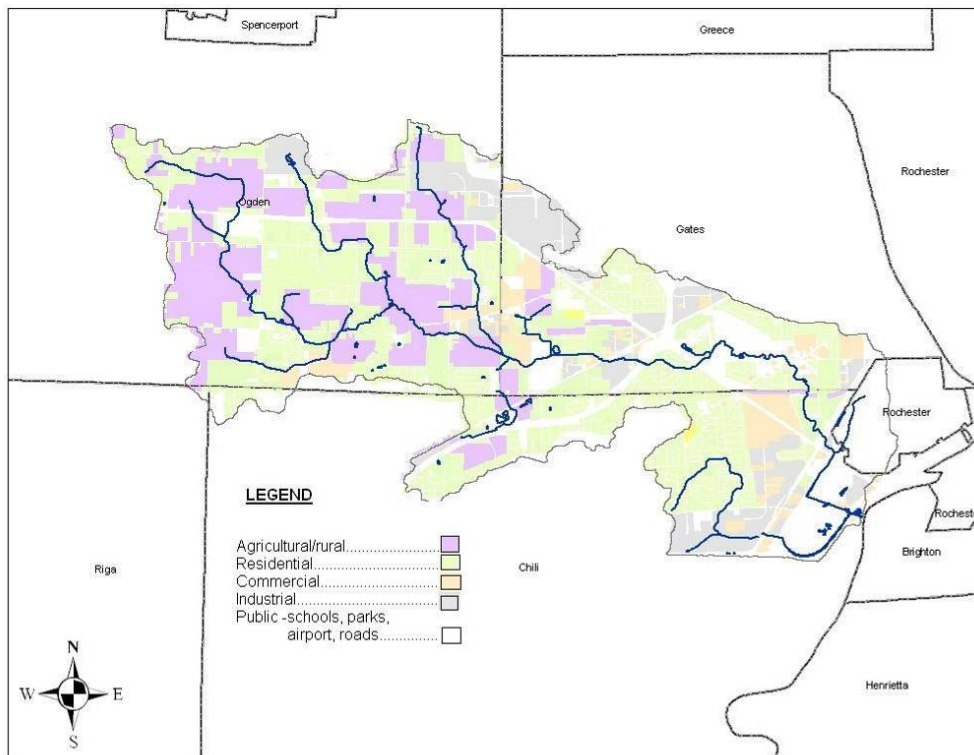 Spencerport
Greece
Rochester
Ogden
Gates
Rochester
LEGEND
Rocheste
Agricultural/rural....................
Residential..............................
Commercial............................
Industrial.................................
Public -schools, parks,
airport, roads...............
Riga
Chili
Brighton
N
W E
S
Henrietta